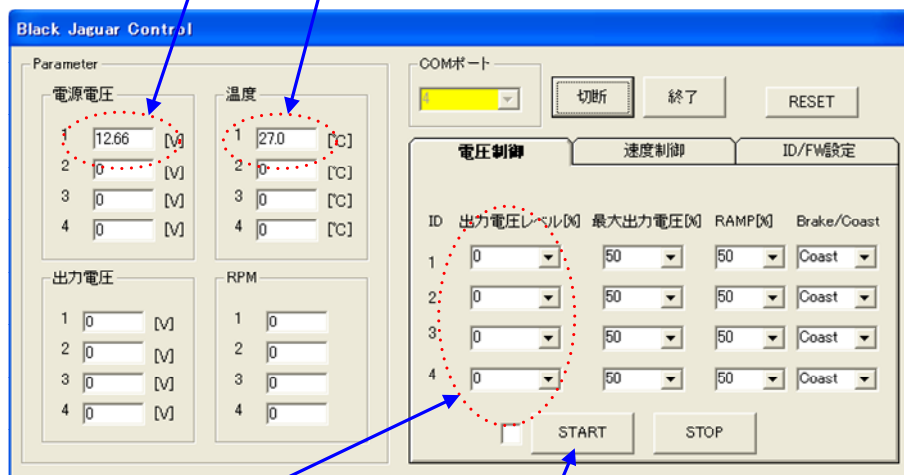 Black Jaguar Control
Parameter
電源電圧
1 12.66 [V]
2 0 [V]
3 0 [V]
4 0 [V]
温度
1 27.0 [℃]
2 0 [℃]
3 0 [℃]
4 0 [℃]
出力電圧
1 0 [V]
2 0 [V]
3 0 [V]
4 0 [V]
RPM
1 0
2 0
3 0
4 0
COMポート
4
切断 終了 RESET
電圧制御 速度制御 ID/FW設定
ID 出力電圧レベル[%] 最大出力電圧[%] RAMP[%] Brake/Coast
1 0 50 50 Coast
2 0 50 50 Coast
3 0 50 50 Coast
4 0 50 50 Coast
START STOP